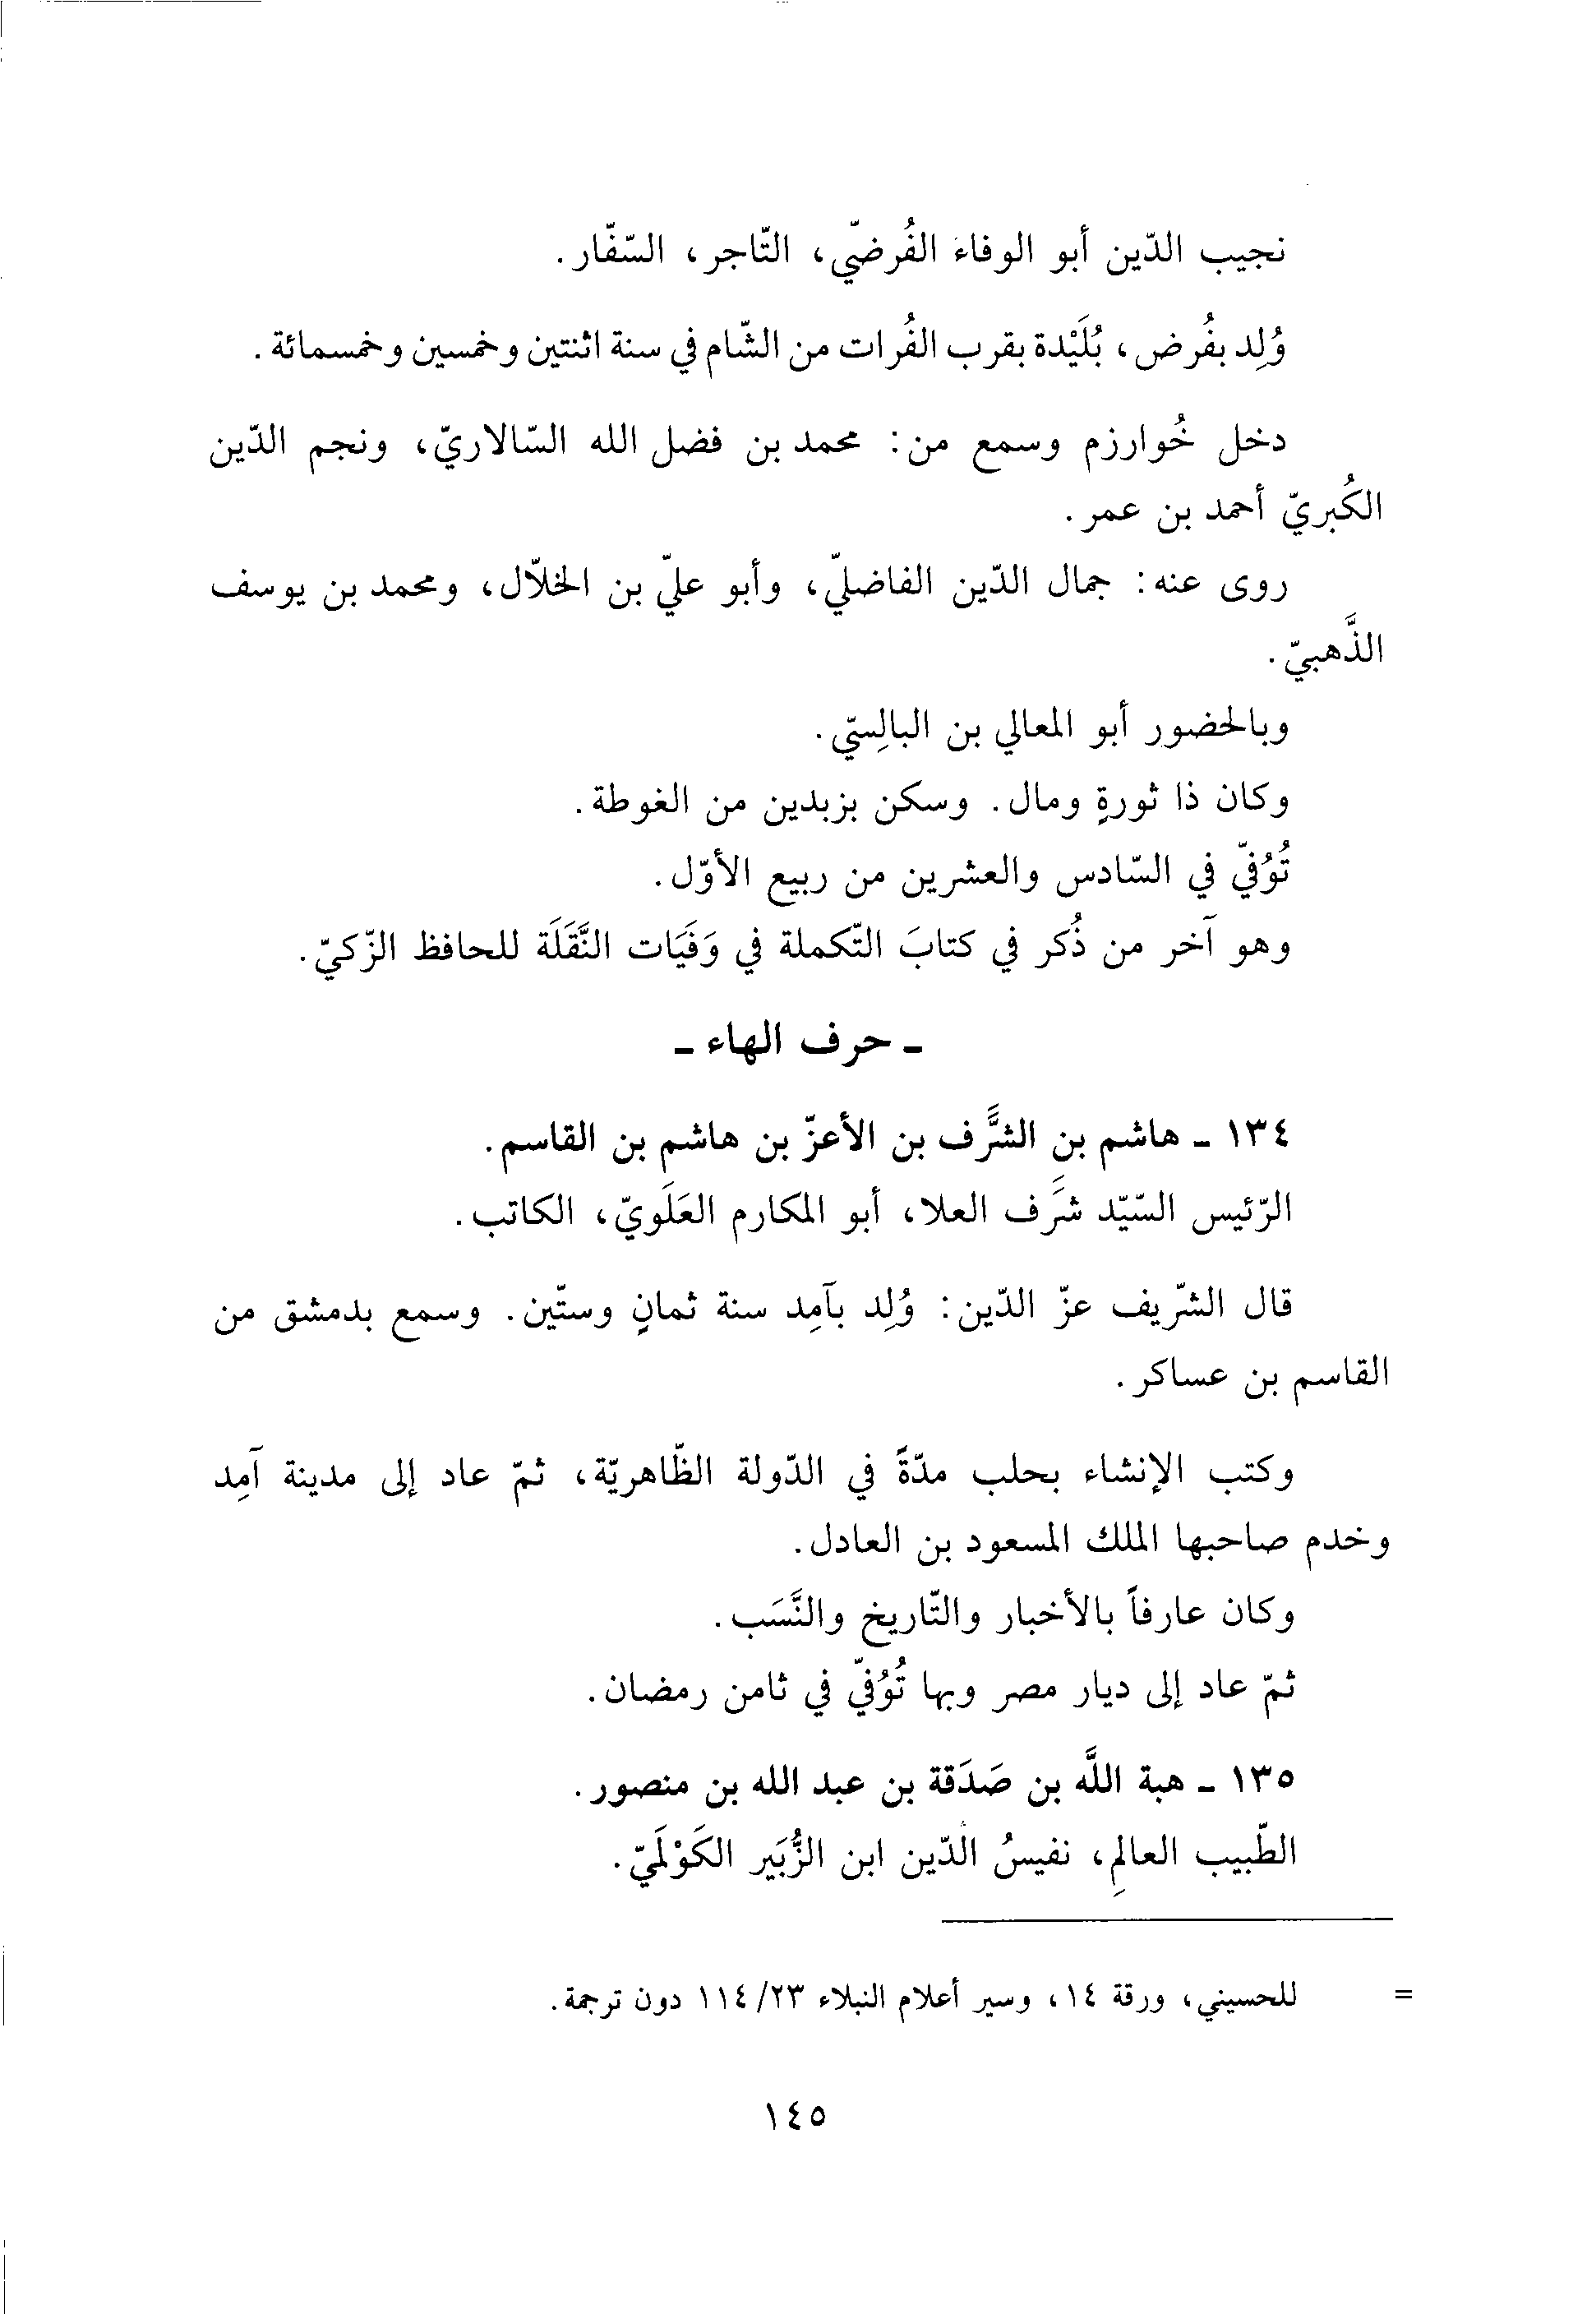 نجيب الدّين أبو الوفاء الفُرضّي، التّاجر، السّفّار.
وُلِد بفُرض، بُلَيْدة بقرب الفُرات من الشّام في سنة اثنتين وخمسين وخمسمائة.
دخل خُوارزم وسمع من: محمد بن فضل الله السّالاريّ، ونجم الدّين
الكُبريّ أحمد بن عمر.
روى عنه: جمال الدّين الفاضليّ، وأبو عليّ بن الخلّال، ومحمد بن يوسف
الذَّهبيّ.
وبالحضور أبو المعالي بن البالِسيّ.
وكان ذا ثورةٍ ومال. وسكن بزبدين من الغوطة.
تُوُفيّ في السّادس والعشرين من ربيع الأوّل.
وهو آخر من ذُكر في كتابَ التّكملة في وَفَيَات النَّقَلَة للحافظ الزّكيّ.
- حرف الهاء -
١٣٤ - هاشم بن الشرَّف بن الأعزّ بن هاشم بن القاسم.
الرّئيس السّيّد شَرَف العلا، أبو المكارم العَلَويّ، الكاتب.
قال الشرّيف عزّ الدّين: وُلِد بآمِد سنة ثمانٍ وستّين. وسمع بدمشق من
القاسم بن عساكر.
وكتب الإنشاء بحلب مدّةً في الدّولة الظّاهريّة، ثمّ عاد إلى مدينة آمِد
وخدم صاحبها الملك المسعود بن العادل.
وكان عارفاً بالأخبار والتّاريخ والنَّسَب.
ثمّ عاد إلى ديار مصر وبها تُوُفيّ في ثامن رمضان.
١٣٥ - هبة اللَّه بن صَدَقة بن عبد الله بن منصور.
الطّبيب العالمِ، نفيسُ الدّين ابن الزُّبَير الكَوْلَميّ.
= للحسيني، ورقة ١٤، وسير أعلام النبلاء ٢٣/ ١١٤ دون ترجمة.
١٤٥